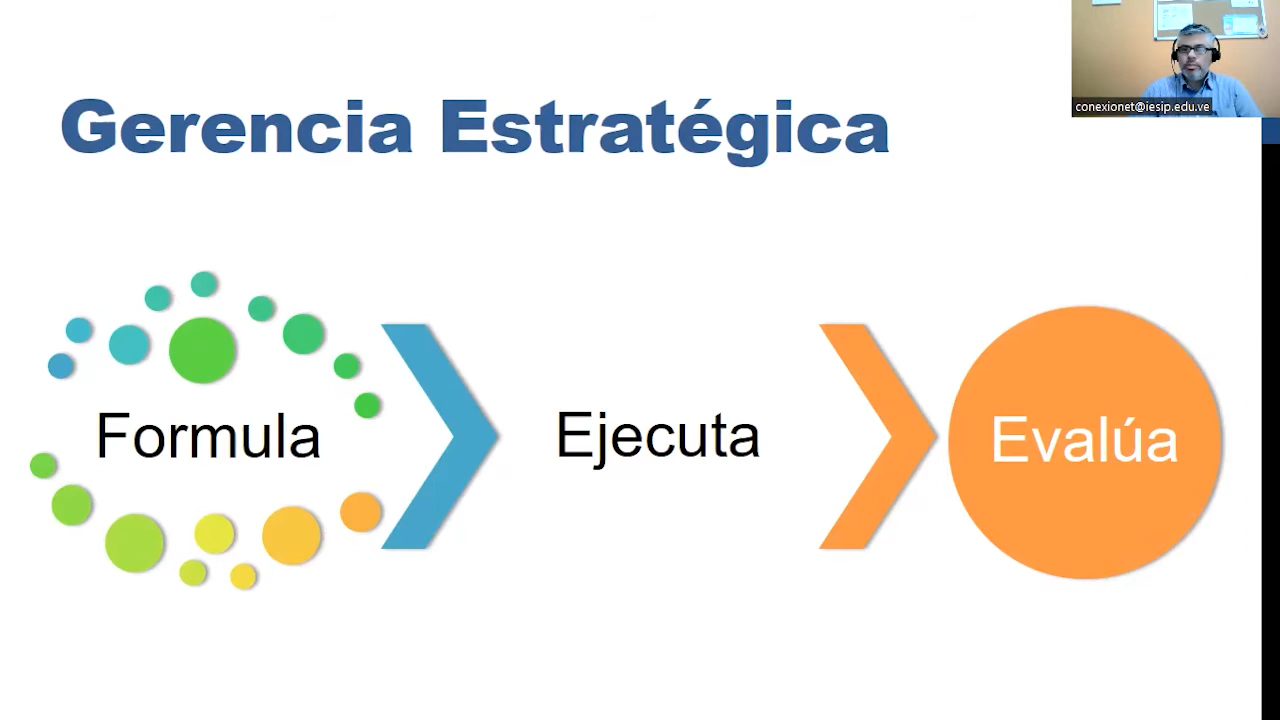 Gerencia Estratégica
conexionet@iesip.edu.ve
Formula
Ejecuta
Evalúa